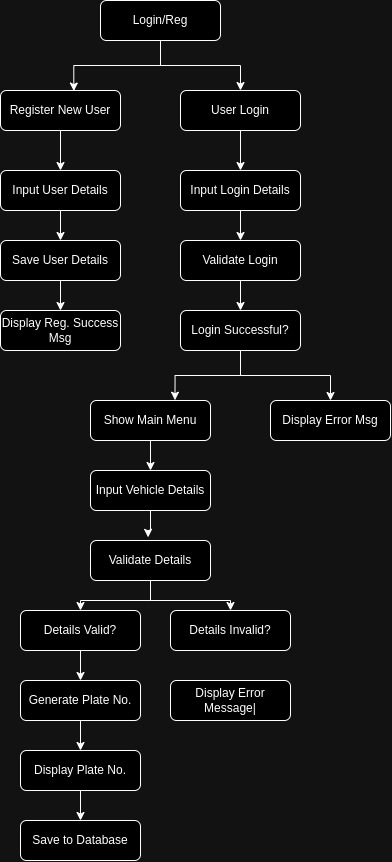 Login/Reg
Register New User
User Login
Input User Details
Input Login Details
Save User Details
Validate Login
Display Reg. Success
Msg
Login Successful?
Show Main Menu
Display Error Msg
Input Vehicle Details
Validate Details
Details Valid?
Details Invalid?
Generate Plate No.
Display Error
Message|
Display Plate No.
Save to Database